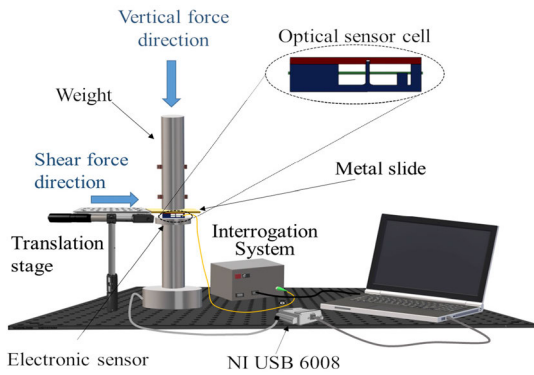 Vertical force
direction
Optical sensor cell
Weight
Shear force
direction
Metal slide
Translation
stage
Interrogation
System
Electronic sensor
NI USB 6008